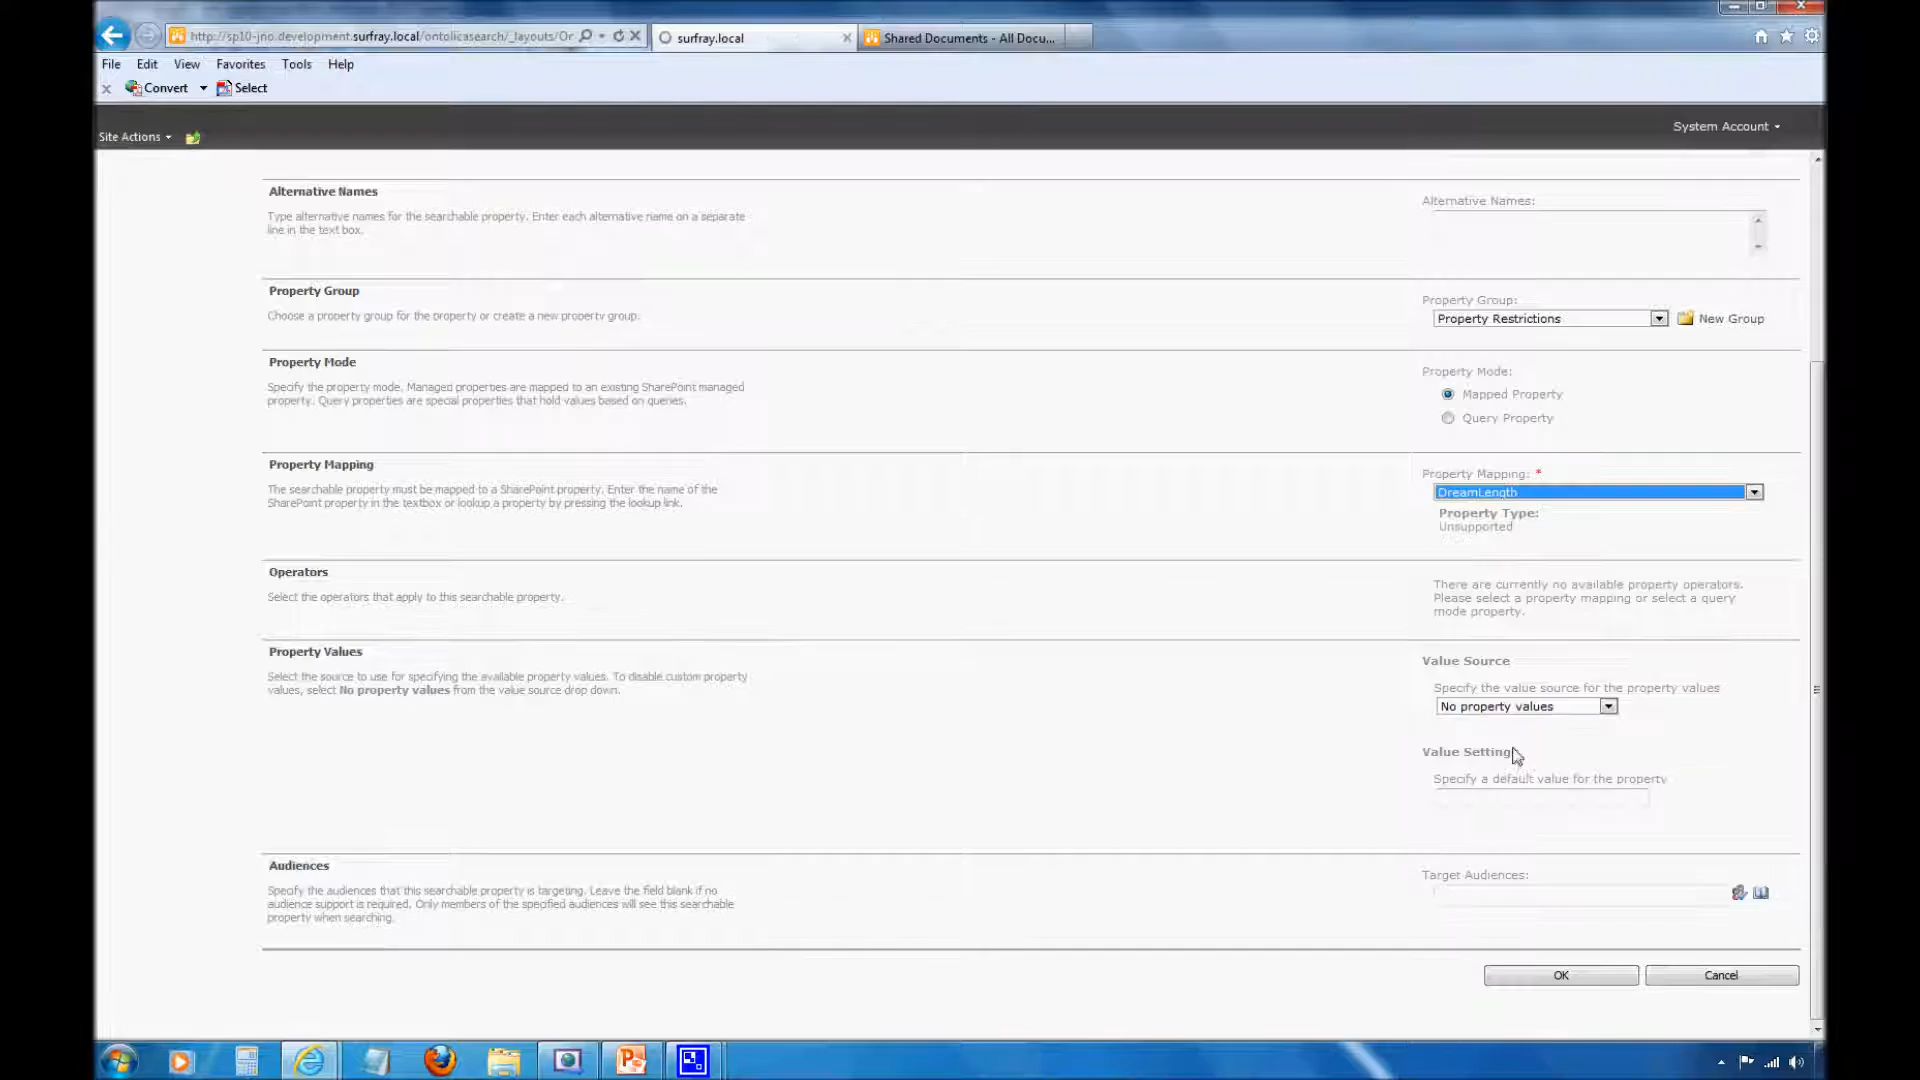 http://sp10-jno.development.surfray.local/ontolicasearch/_layouts/Or
surfray.local
Shared Documents - All Docu...
File Edit View Favorites Tools Help
Convert Select
Site Actions
System Account
Alternative Names
Type alternative names for the searchable property. Enter each alternative name on a separate
line in the text box.
Alternative Names:
Property Group
Choose a property group for the property or create a new property group.
Property Group:
Property Restrictions
New Group
Property Mode
Specify the property mode. Managed properties are mapped to an existing SharePoint managed
property. Query properties are special properties that hold values based on queries.
Property Mode:
Mapped Property
Query Property
Property Mapping
The searchable property must be mapped to a SharePoint property. Enter the name of the
SharePoint property in the textbox or lookup a property by pressing the lookup link.
Property Mapping: *
DreamLength
Property Type:
Unsupported
Operators
Select the operators that apply to this searchable property.
There are currently no available property operators.
Please select a property mapping or select a query
mode property.
Property Values
Select the source to use for specifying the available property values. To disable custom property
values, select No property values from the value source drop down.
Value Source
Specify the value source for the property values
No property values
Value Setting
Specify a default value for the property
Audiences
Specify the audiences that this searchable property is targeting. Leave the field blank if no
audience support is required. Only members of the specified audiences will see this searchable
property when searching.
Target Audiences:
OK
Cancel